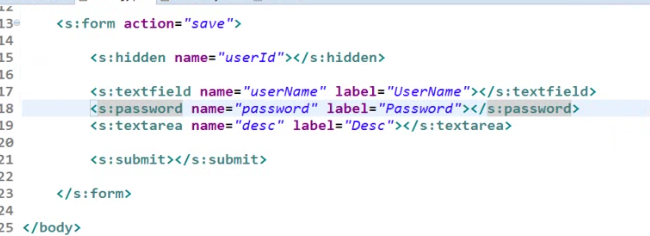 12
13 <s:form action="save">
14
15 <s:hidden name="userId"></s:hidden>
16
17 <s:textfield name="userName" label="UserName"></s:textfield>
18 <s:password name="password" label="Password"></s:password>
19 <s:textarea name="desc" label="Desc"></s:textarea>
20
21 <s:submit></s:submit>
22
23 </s:form>
24
25 </body>